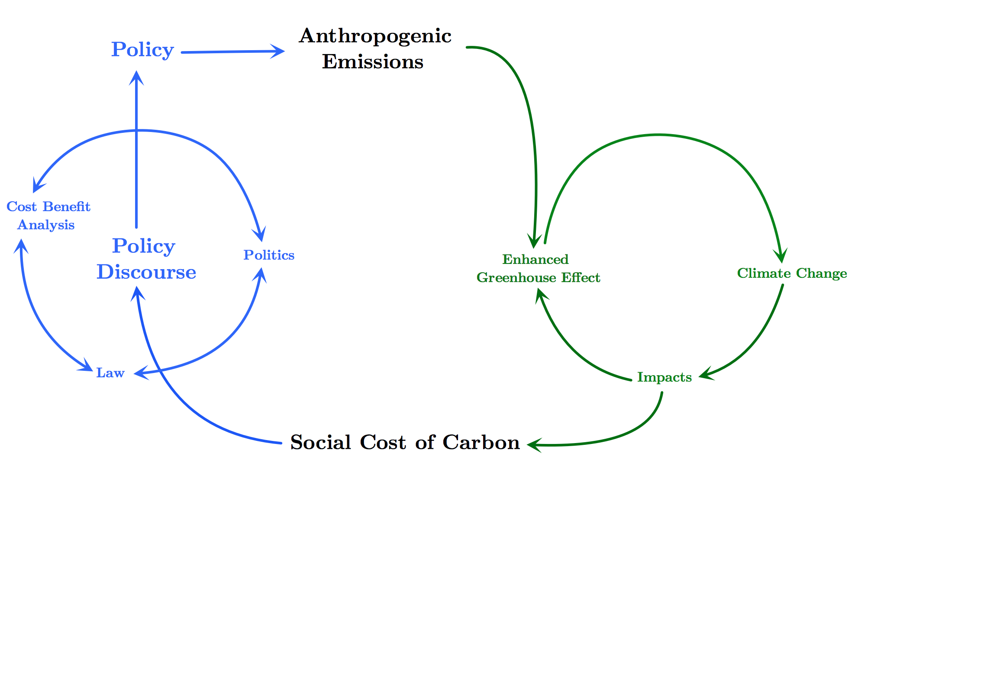 Policy
Anthropogenic
Emissions
Cost Benefit
Analysis
Policy
Discourse
Politics
Enhanced
Greenhouse Effect
Climate Change
Law
Impacts
Social Cost of Carbon